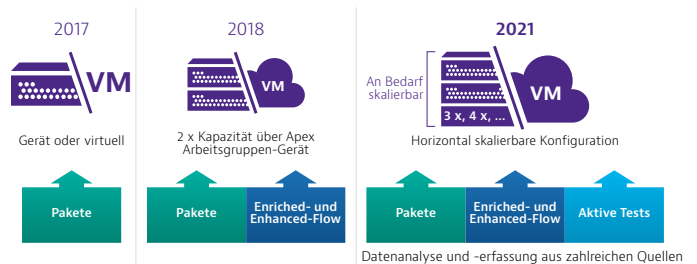 2017
VM
Gerät oder virtuell
Pakete
2018
VM
2 x Kapazität über Apex
Arbeitsgruppen-Gerät
Pakete
Enriched- und
Enhanced-Flow
2021
An Bedarf
skalierbar
3 x, 4 x, ...
VM
Horizontal skalierbare Konfiguration
Pakete
Enriched- und
Enhanced-Flow
Aktive Tests
Datenanalyse und -erfassung aus zahlreichen Quellen